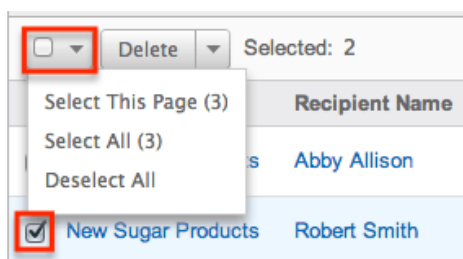 Delete Selected: 2
Select This Page (3)
Recipient Name
Select All (3)
s Abby Allison
Deselect All
New Sugar Products Robert Smith